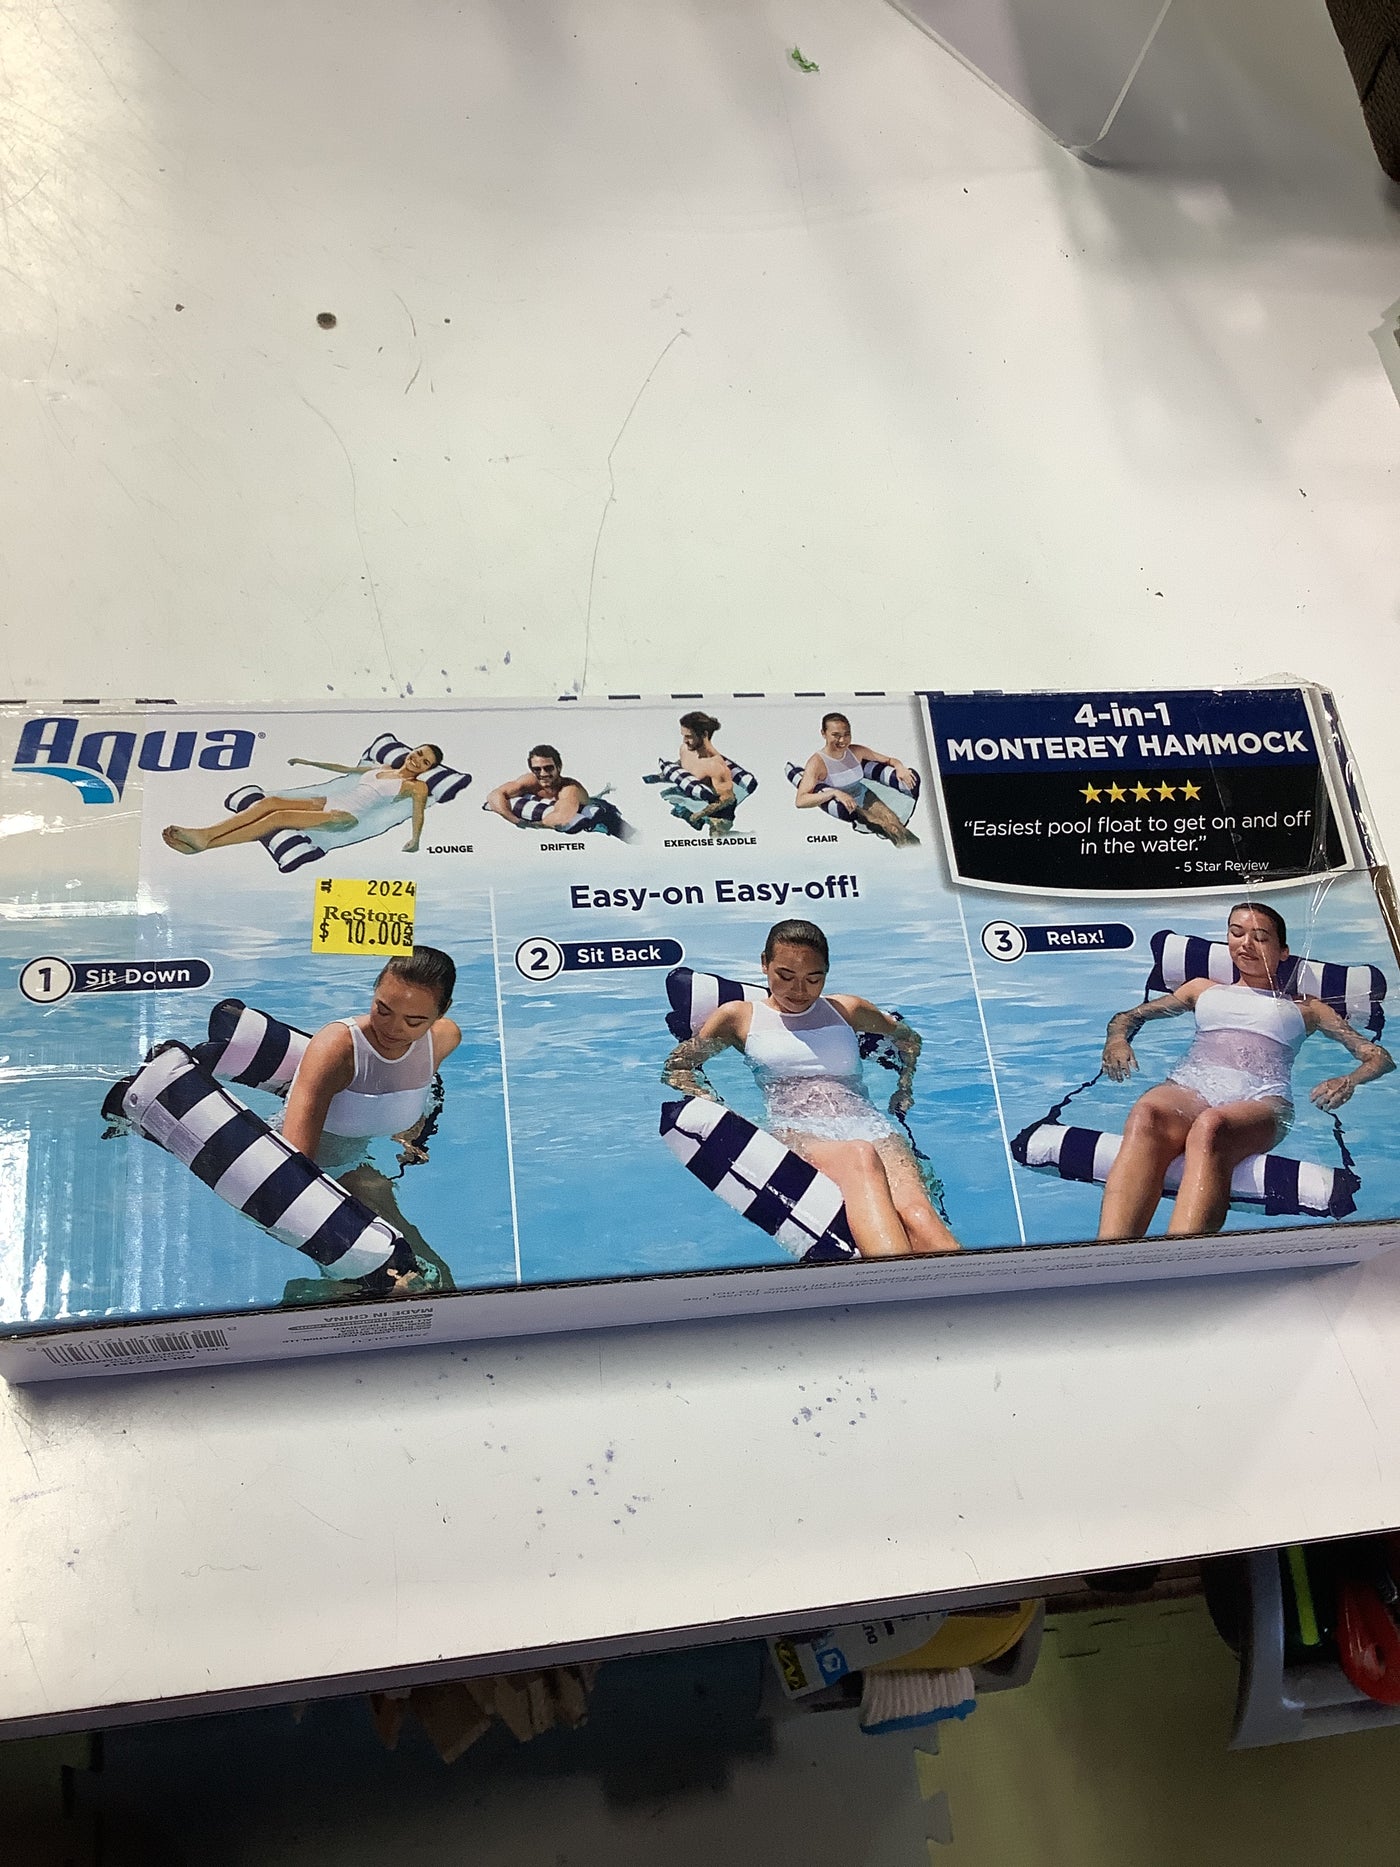 Aqua®
LOUNGE
DRIFTER
EXERCISE SADDLE
CHAIR
4-in-1
MONTEREY HAMMOCK
“Easiest pool float to get on and off
in the water.”
- 5 Star Review
JL 2024
ReStore
$ 10.00 EACH
Easy-on Easy-off!
1 Sit Down
2 Sit Back
3 Relax!
MADE IN CHINA